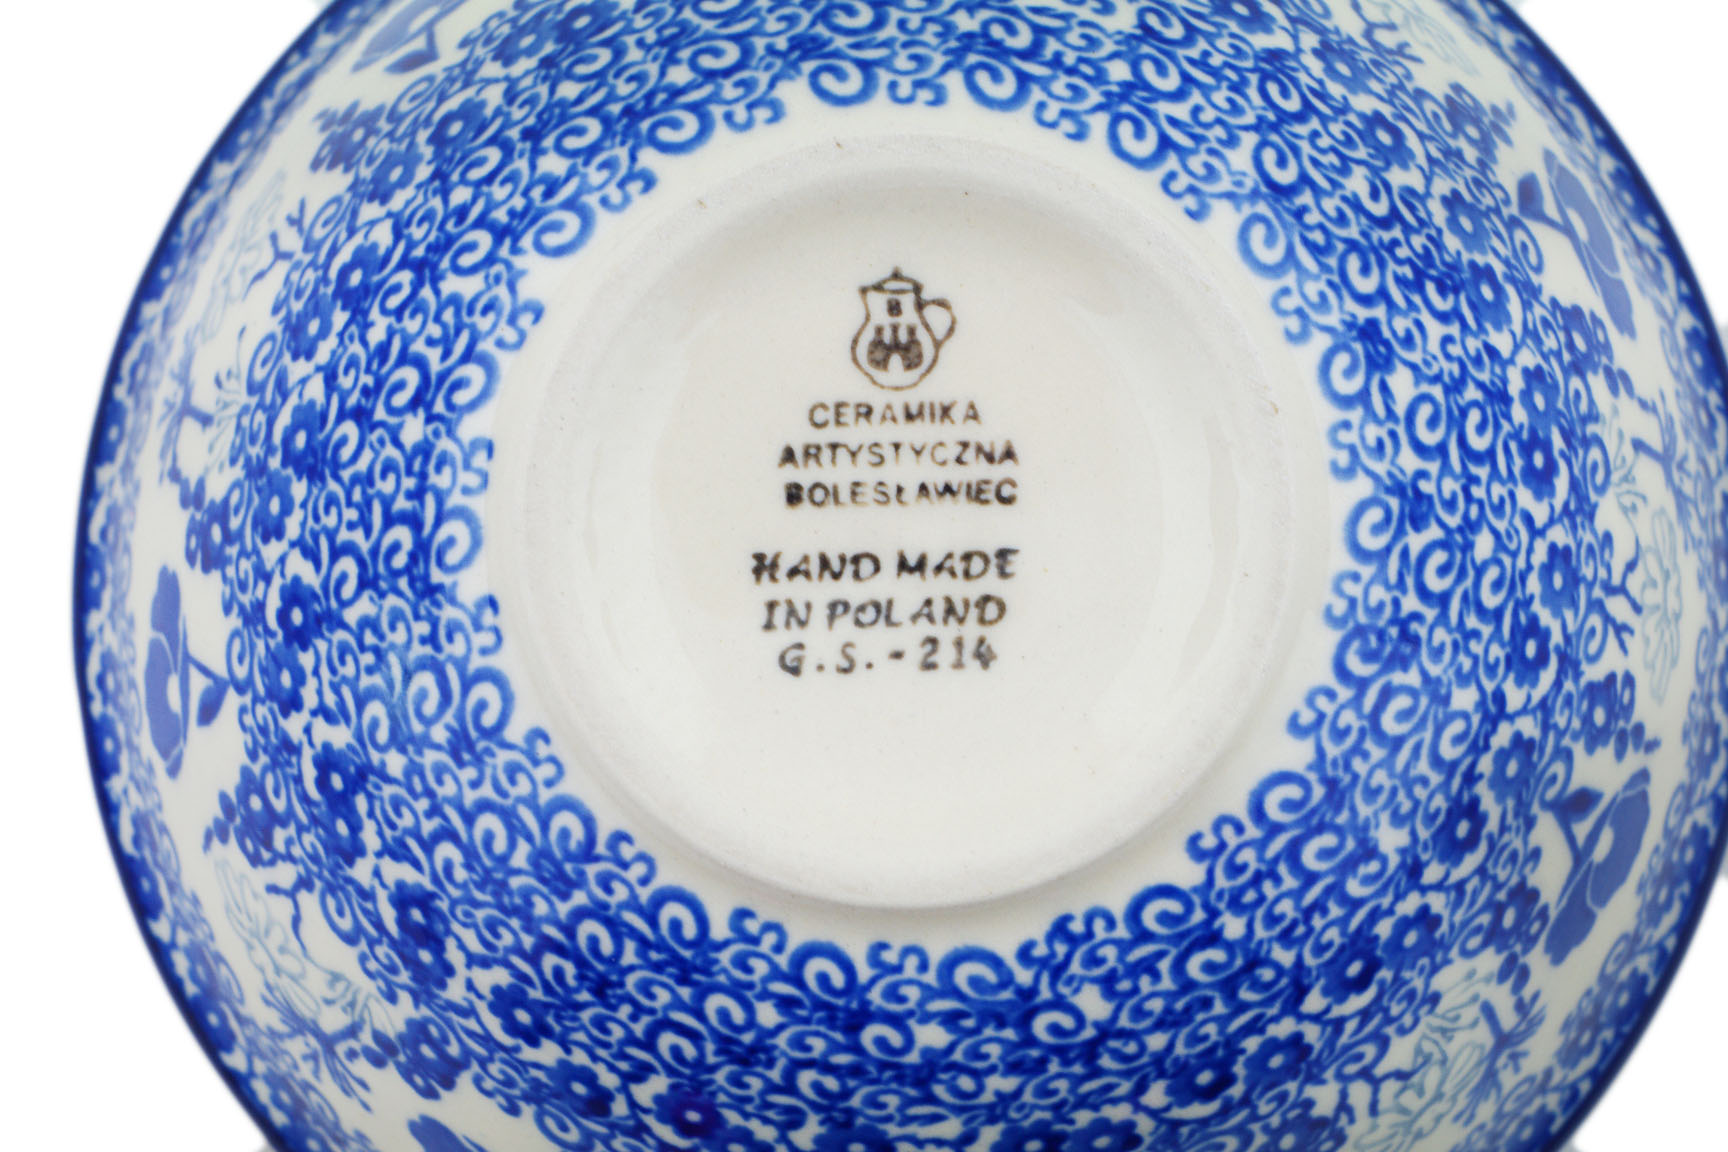 B
CERAMIKA
ARTYSTYCZNA
BOLESŁAWIEC
HAND MADE
IN POLAND
G.S.-214